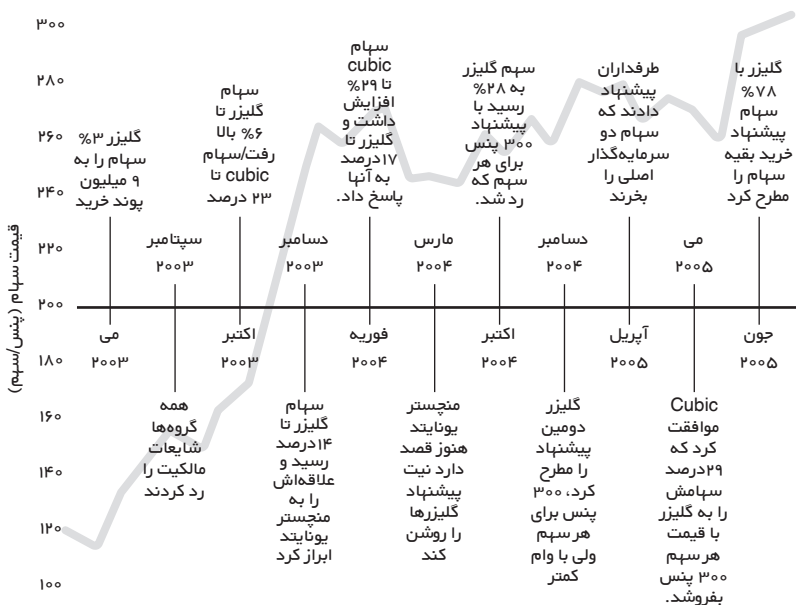 ۳۰۰
۲۸۰
۲۶۰
۲۴۰
۲۲۰
۲۰۰
۱۸۰
۱۶۰
۱۴۰
۱۲۰
۱۰۰
قیمت سهام (پنس/سهم)
گلیزر ۳%
سهام را به
۹ میلیون
پوند خرید
می
۲۰۰۳
سپتامبر
۲۰۰۳
همه
گروه‌ها
شایعات
مالکیت را
رد کردند
سهام
گلیزر تا
۶% بالا
رفت/سهام
cubic تا
۲۳ درصد
اکتبر
۲۰۰۳
دسامبر
۲۰۰۳
سهام
گلیزر تا
۱۴درصد
رسید و
علاقه‌اش
را به
منچستر
یونایتد
ابراز کرد
سهام
cubic
تا ۲۹%
افزایش
داشت و
گلیزر تا
۱۷درصد
به آنها
پاسخ داد.
فوریه
۲۰۰۴
مارس
۲۰۰۴
منچستر
یونایتد
هنوز قصد
دارد نیت
پیشنهاد
گلیزرها
را روشن
کند
سهم گلیزر
به ۲۸%
رسید با
پیشنهاد
۳۰۰ پنس
برای هر
سهم که
رد شد.
اکتبر
۲۰۰۴
دسامبر
۲۰۰۴
گلیزر
دومین
پیشنهاد
را مطرح
کرد، ۳۰۰
پنس برای
هر سهم
ولی با وام
کمتر
طرفداران
پیشنهاد
دادند که
سهام دو
سرمایه‌گذار
اصلی را
بخرند
آپریل
۲۰۰۵
می
۲۰۰۵
Cubic
موافقت
کرد که
۲۹درصد
سهامش
را به گلیزر
با قیمت
هر سهم
۳۰۰ پنس
بفروشد.
گلیزر با
۷۸%
سهام
پیشنهاد
خرید بقیه
سهام را
مطرح کرد
جون
۲۰۰۵